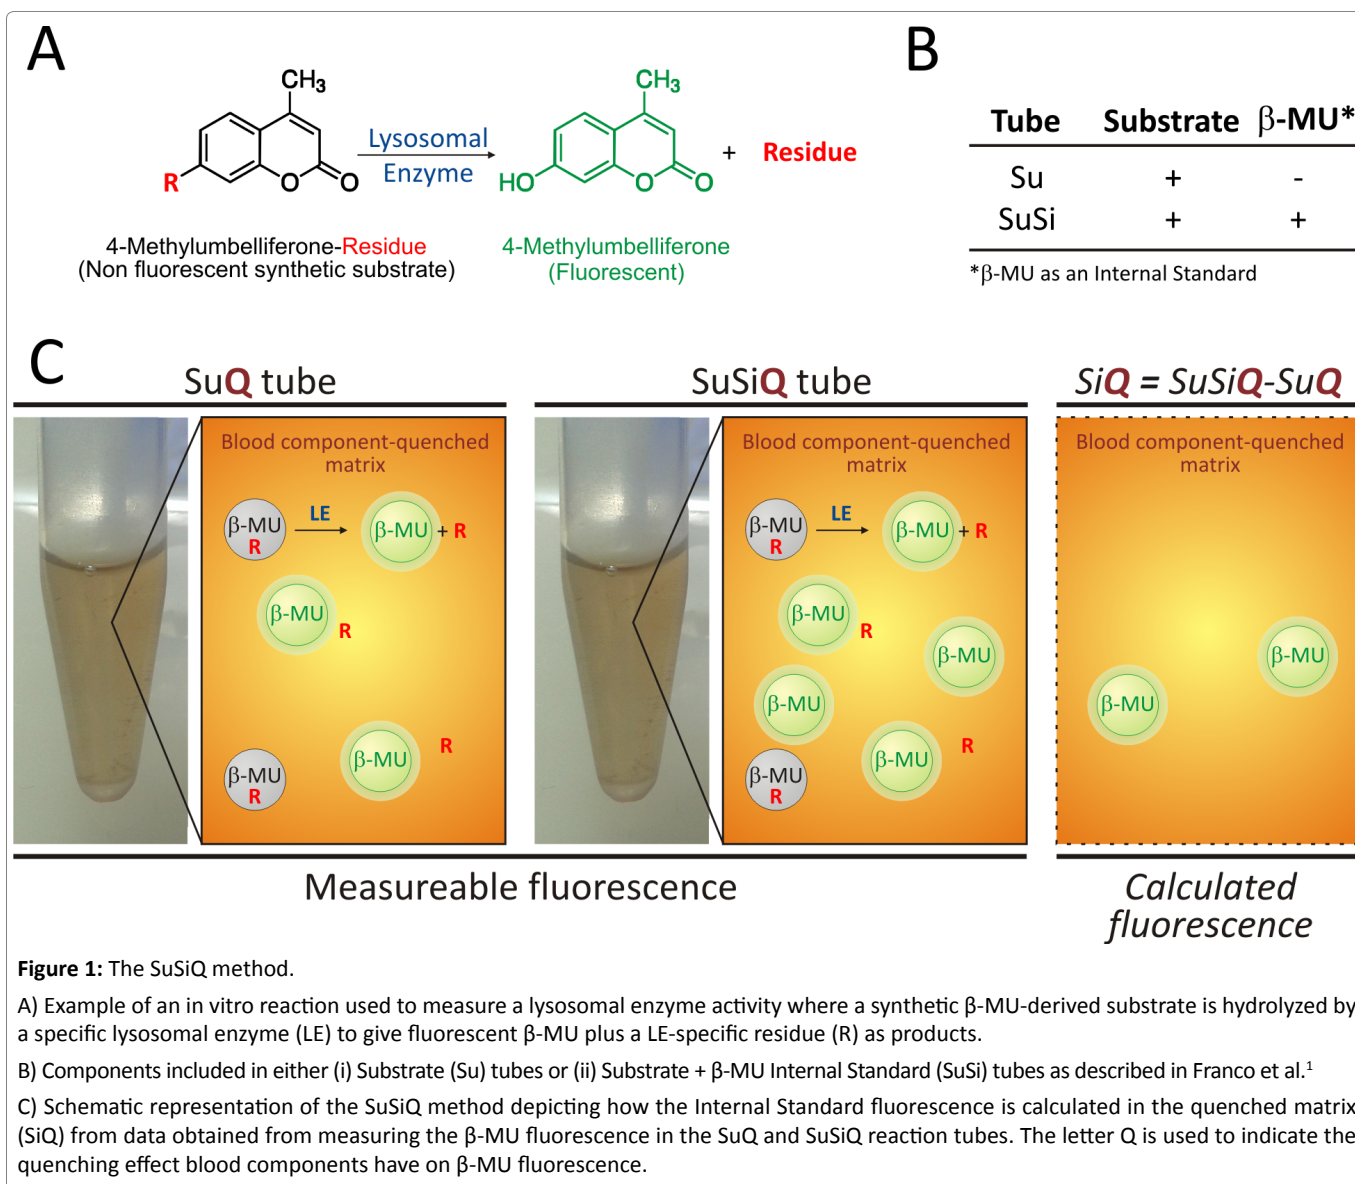 A
CH3
R
O
O
Lysosomal
Enzyme
CH3
HO
O
O
+ Residue
4-Methylumbelliferone-Residue
(Non fluorescent synthetic substrate)
4-Methylumbelliferone
(Fluorescent)
B
Tube Substrate β-MU*
Su + -
SuSi + +
*β-MU as an Internal Standard
C
SuQ tube
Blood component-quenched
matrix
β-MU
R
LE
β-MU + R
β-MU
R
β-MU
R
β-MU
R
SuSiQ tube
Blood component-quenched
matrix
β-MU
R
LE
β-MU + R
β-MU
R
β-MU
β-MU
β-MU
R
β-MU
R
SiQ = SuSiQ-SuQ
Blood component-quenched
matrix
β-MU
β-MU
Measureable fluorescence
Calculated
fluorescence
Figure 1: The SuSiQ method.
A) Example of an in vitro reaction used to measure a lysosomal enzyme activity where a synthetic β-MU-derived substrate is hydrolyzed by
a specific lysosomal enzyme (LE) to give fluorescent β-MU plus a LE-specific residue (R) as products.
B) Components included in either (i) Substrate (Su) tubes or (ii) Substrate + β-MU Internal Standard (SuSi) tubes as described in Franco et al.1
C) Schematic representation of the SuSiQ method depicting how the Internal Standard fluorescence is calculated in the quenched matrix
(SiQ) from data obtained from measuring the β-MU fluorescence in the SuQ and SuSiQ reaction tubes. The letter Q is used to indicate the
quenching effect blood components have on β-MU fluorescence.